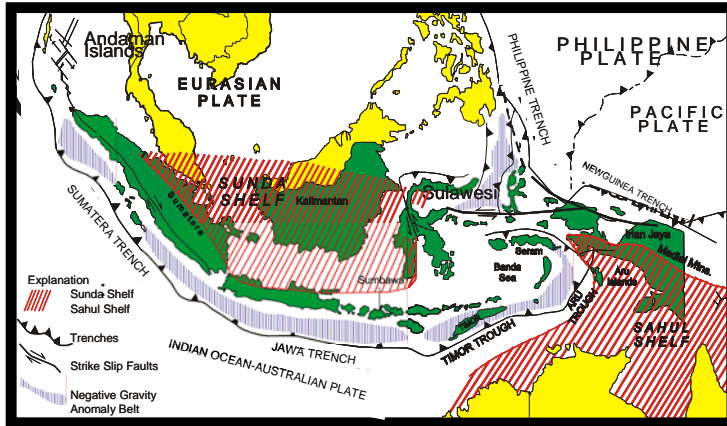 Andaman
Islands
EURASIAN
PLATE
PHILIPPINE
PLATE
PACIFIC
PLATE
PHILIPPINE TRENCH
NEWGUINEA TRENCH
SUNDA
SHELF
Kalimantan
Sulawesi
Sumatera
SUMATERA TRENCH
Sumbawa
Seram
Banda
Sea
Irian Jaya
Medial Mtns.
Aru
Islands
ARU
TROUGH
SAHUL
SHELF
TIMOR
TIMOR TROUGH
JAWA TRENCH
INDIAN OCEAN-AUSTRALIAN PLATE
Explanation
Sunda Shelf
Sahul Shelf
Trenches
Strike Slip Faults
Negative Gravity
Anomaly Belt